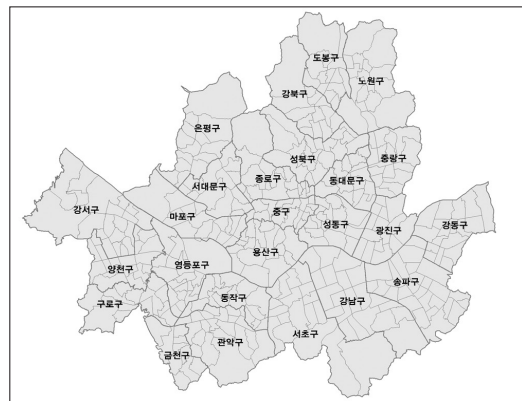 도봉구
노원구
강북구
은평구
성북구
중랑구
서대문구
종로구
동대문구
강서구
마포구
중구
성동구
광진구
강동구
용산구
양천구
영등포구
송파구
구로구
동작구
강남구
서초구
금천구
관악구